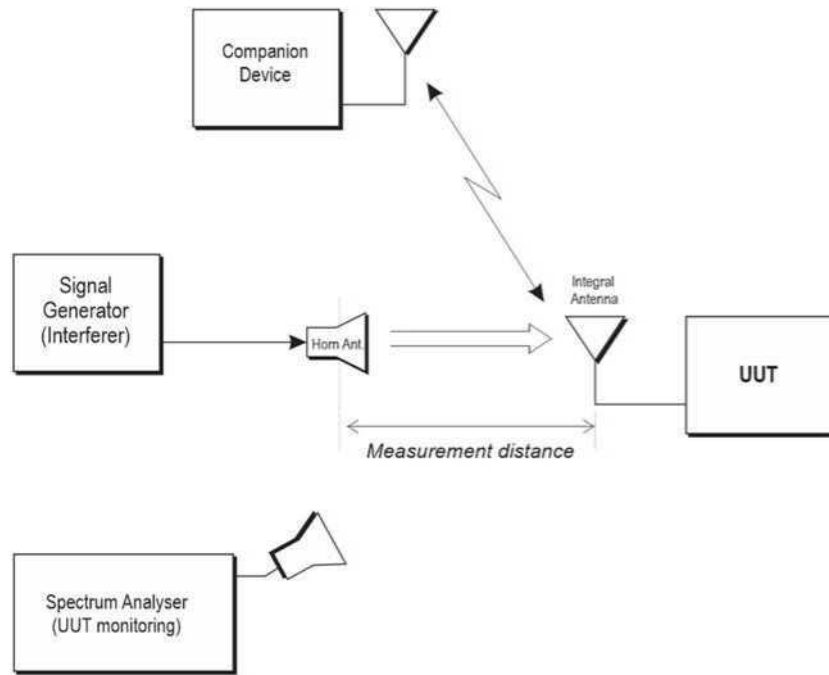 Companion
Device
Signal
Generator
(Interferer)
Horn Ant.
Integral
Antenna
UUT
Measurement distance
Spectrum Analyser
(UUT monitoring)